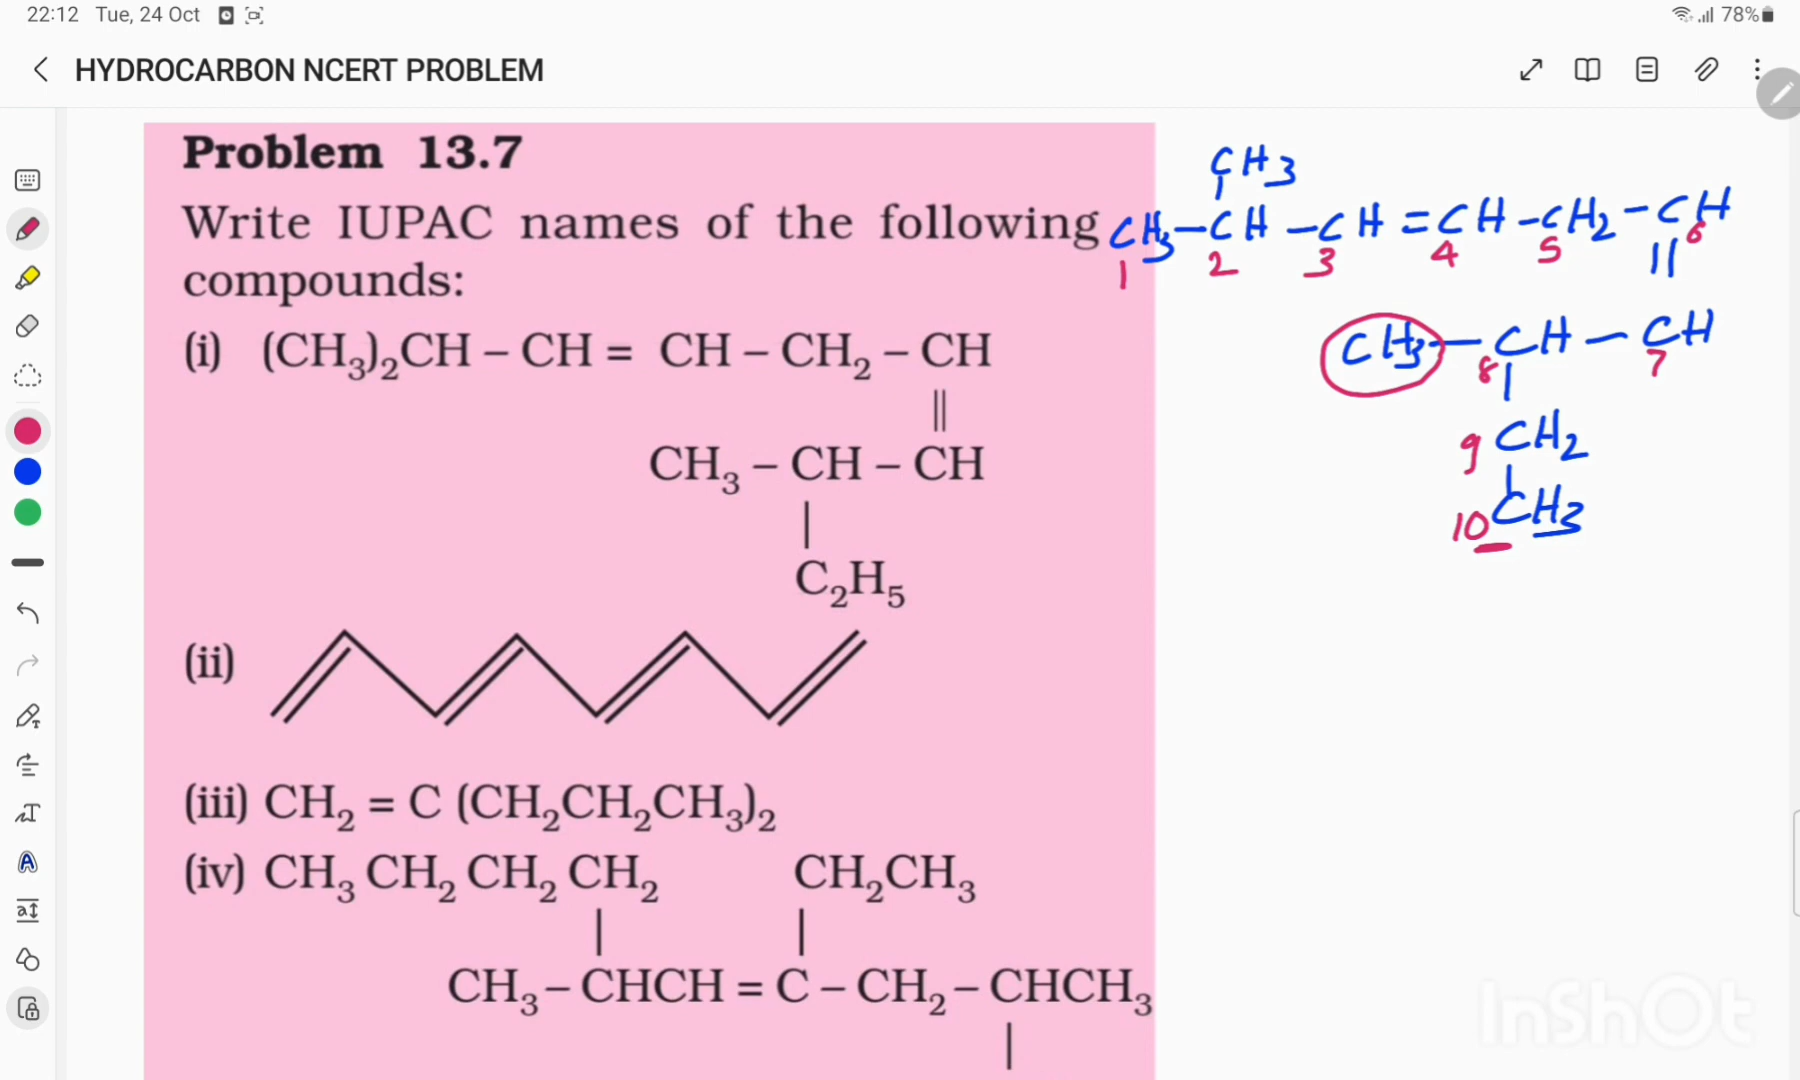 22:12 Tue, 24 Oct
78%
HYDROCARBON NCERT PROBLEM
Problem 13.7
Write IUPAC names of the following
compounds:
(i) (CH₃)₂CH – CH = CH – CH₂ – CH
||
CH₃ – CH – CH
|
C₂H₅
(ii)
(iii) CH₂ = C (CH₂CH₂CH₃)₂
(iv) CH₃ CH₂ CH₂ CH₂ CH₂CH₃
| |
CH₃ – CHCH = C – CH₂ – CHCH₃
|
CH3
|
CH3 – CH – CH = CH – CH2 – CH
1 2 3 4 5 6
||
CH3 – CH – CH
8 7
|
9 CH2
|
10 CH3
InShOt